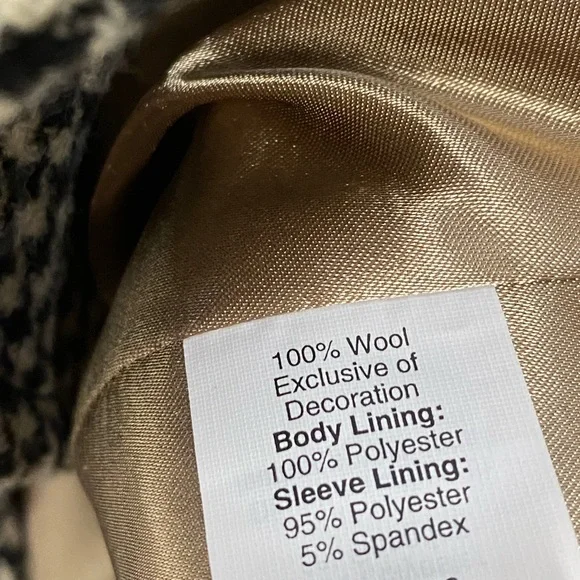 100% Wool
Exclusive of
Decoration
Body Lining:
100% Polyester
Sleeve Lining:
95% Polyester
5% Spandex